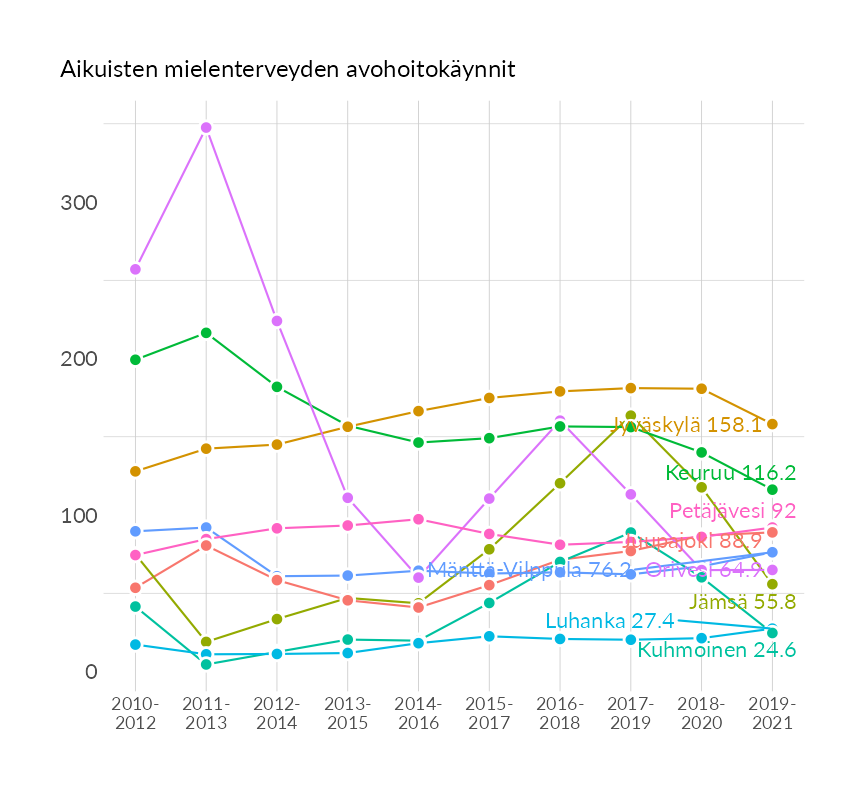 Aikuisten mielenterveyden avohoitokäynnit
300
200
100
0
Jyväskylä 158.1
Keuruu 116.2
Petäjävesi 92
Juupajoki 88.9
Mänttä-Vilppula 76.2
Orivesi 64.9
Jämsä 55.8
Luhanka 27.4
Kuhmoinen 24.6
2010- 2011- 2012- 2013- 2014- 2015- 2016- 2017- 2018- 2019-
2012 2013 2014 2015 2016 2017 2018 2019 2020 2021